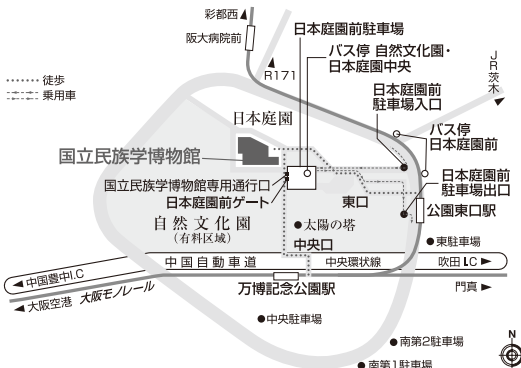 彩都西
阪大病院前
R171
日本庭園前駐車場
バス停 自然文化園・
日本庭園中央
JR茨木
徒歩
乗用車
日本庭園前
駐車場入口
日本庭園
バス停
日本庭園前
国立民族学博物館
国立民族学博物館専用通行口
日本庭園前ゲート
日本庭園前
駐車場出口
東口
公園東口駅
自然文化園
(有料区域)
太陽の塔
中央口
東駐車場
中国豊中I.C
中国自動車道
中央環状線
吹田I.C
大阪空港
大阪モノレール
万博記念公園駅
門真
中央駐車場
南第2駐車場
南第1駐車場
N